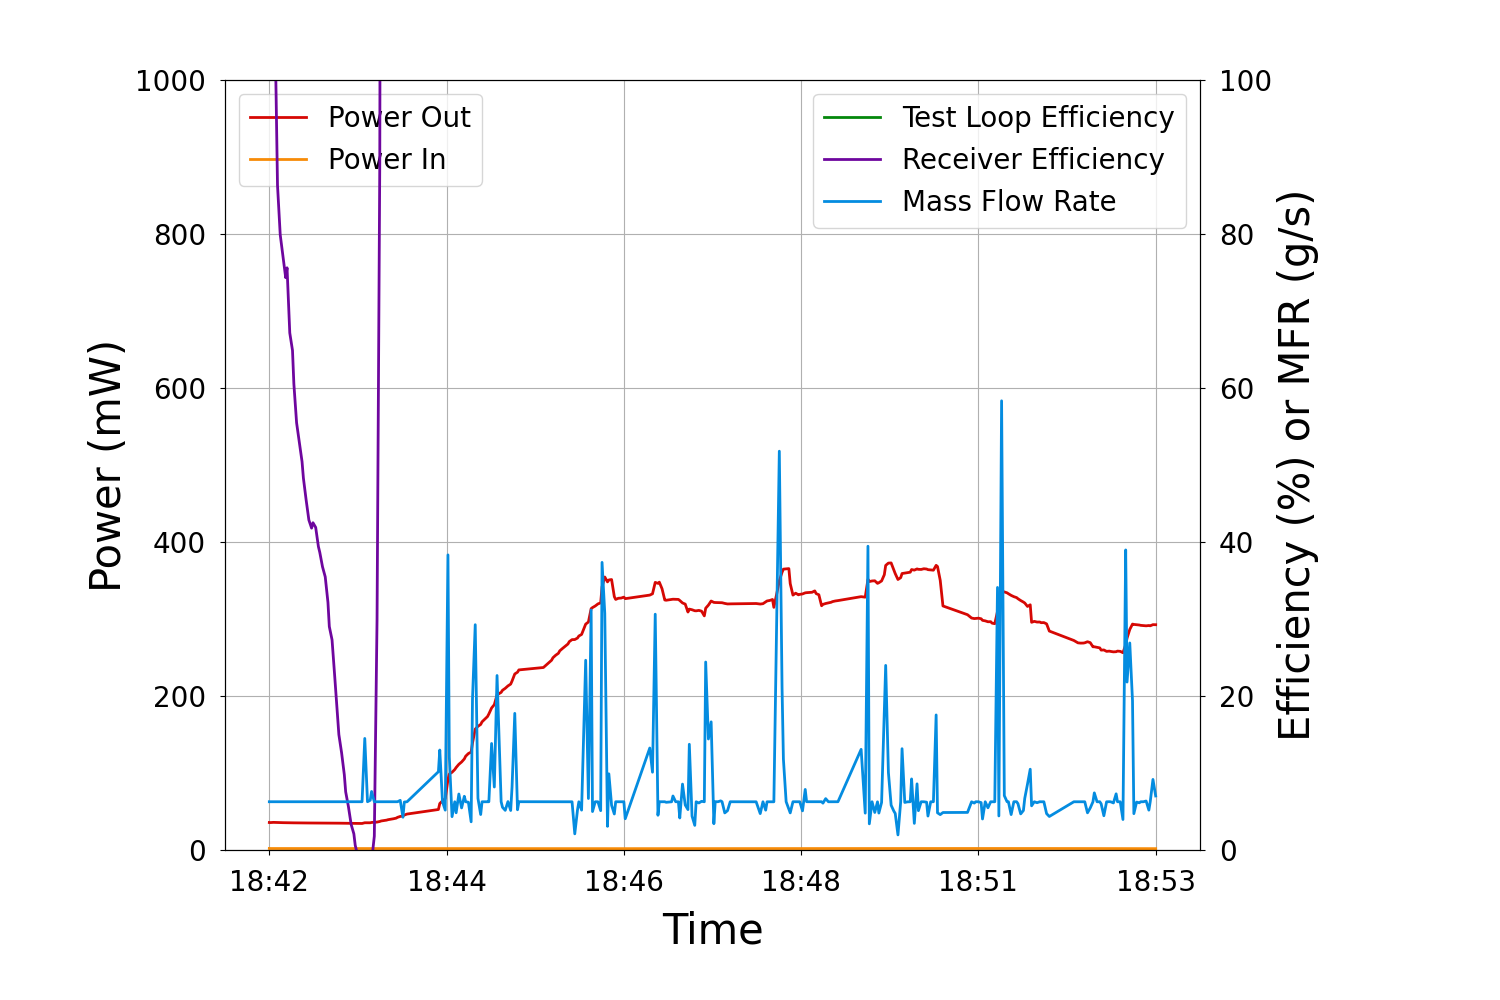 1000
800
600
400
200
0
Power (mW)
Power Out
Power In
Test Loop Efficiency
Receiver Efficiency
Mass Flow Rate
100
80
60
40
20
0
Efficiency (%) or MFR (g/s)
18:42 18:44 18:46 18:48 18:51 18:53
Time